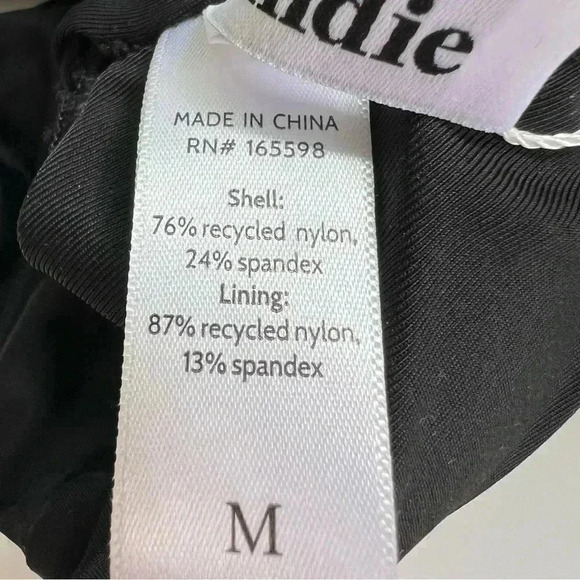 ndie
MADE IN CHINA
RN# 165598
Shell:
76% recycled nylon,
24% spandex
Lining:
87% recycled nylon,
13% spandex
M